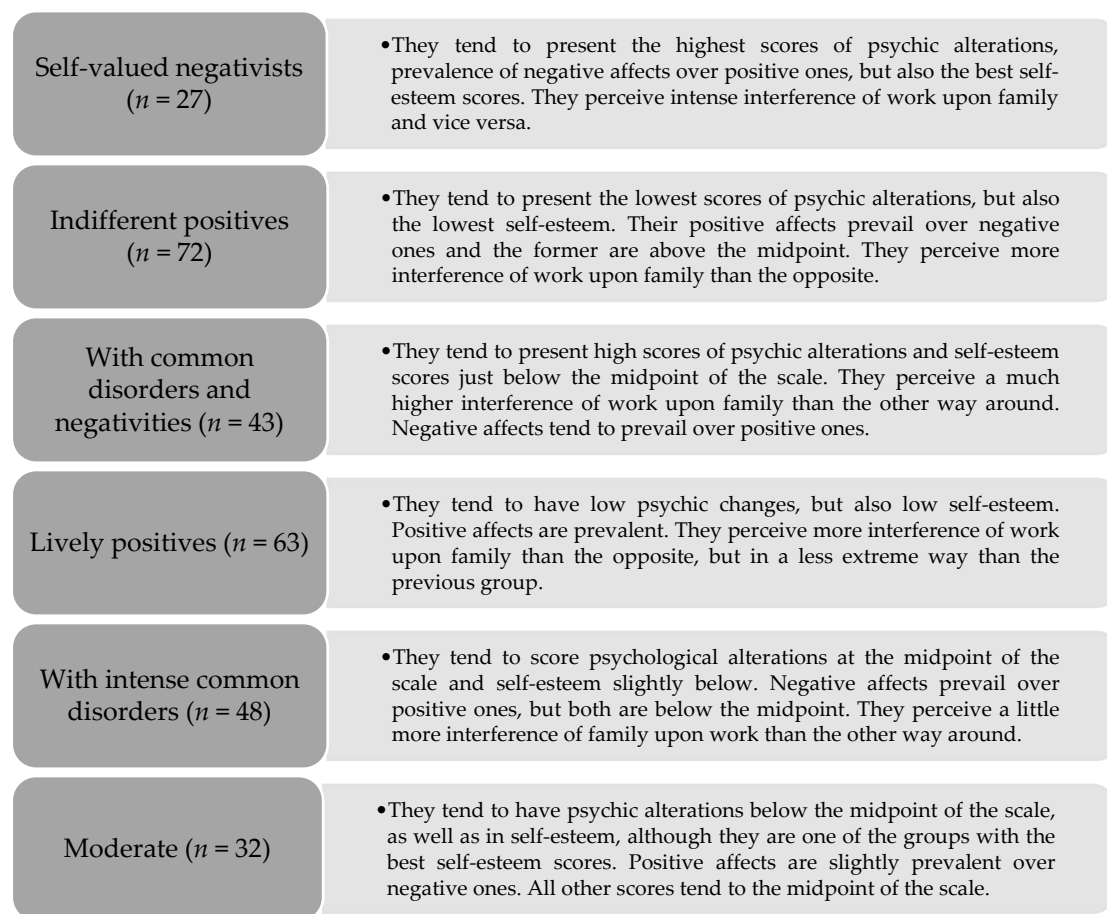 Self-valued negativists
(n = 27)
•They tend to present the highest scores of psychic alterations,
prevalence of negative affects over positive ones, but also the best self-
esteem scores. They perceive intense interference of work upon family
and vice versa.
Indifferent positives
(n = 72)
•They tend to present the lowest scores of psychic alterations, but also
the lowest self-esteem. Their positive affects prevail over negative
ones and the former are above the midpoint. They perceive more
interference of work upon family than the opposite.
With common
disorders and
negativities (n = 43)
•They tend to present high scores of psychic alterations and self-esteem
scores just below the midpoint of the scale. They perceive a much
higher interference of work upon family than the other way around.
Negative affects tend to prevail over positive ones.
Lively positives (n = 63)
•They tend to have low psychic changes, but also low self-esteem.
Positive affects are prevalent. They perceive more interference of work
upon family than the opposite, but in a less extreme way than the
previous group.
With intense common
disorders (n = 48)
•They tend to score psychological alterations at the midpoint of the
scale and self-esteem slightly below. Negative affects prevail over
positive ones, but both are below the midpoint. They perceive a little
more interference of family upon work than the other way around.
Moderate (n = 32)
•They tend to have psychic alterations below the midpoint of the scale,
as well as in self-esteem, although they are one of the groups with the
best self-esteem scores. Positive affects are slightly prevalent over
negative ones. All other scores tend to the midpoint of the scale.